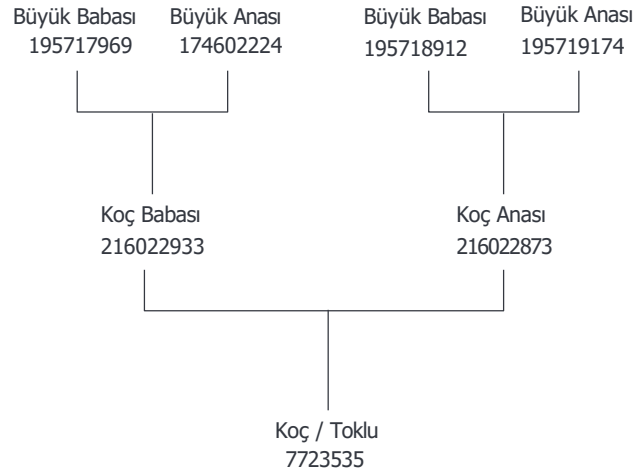 Büyük Babası
195717969
Büyük Anası
174602224
Büyük Babası
195718912
Büyük Anası
195719174
Koç Babası
216022933
Koç Anası
216022873
Koç / Toklu
7723535